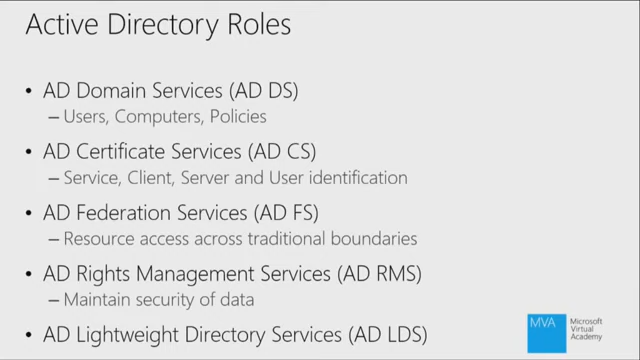 Active Directory Roles
• AD Domain Services (AD DS)
– Users, Computers, Policies
• AD Certificate Services (AD CS)
– Service, Client, Server and User identification
• AD Federation Services (AD FS)
– Resource access across traditional boundaries
• AD Rights Management Services (AD RMS)
– Maintain security of data
• AD Lightweight Directory Services (AD LDS)
MVA
Microsoft
Virtual
Academy